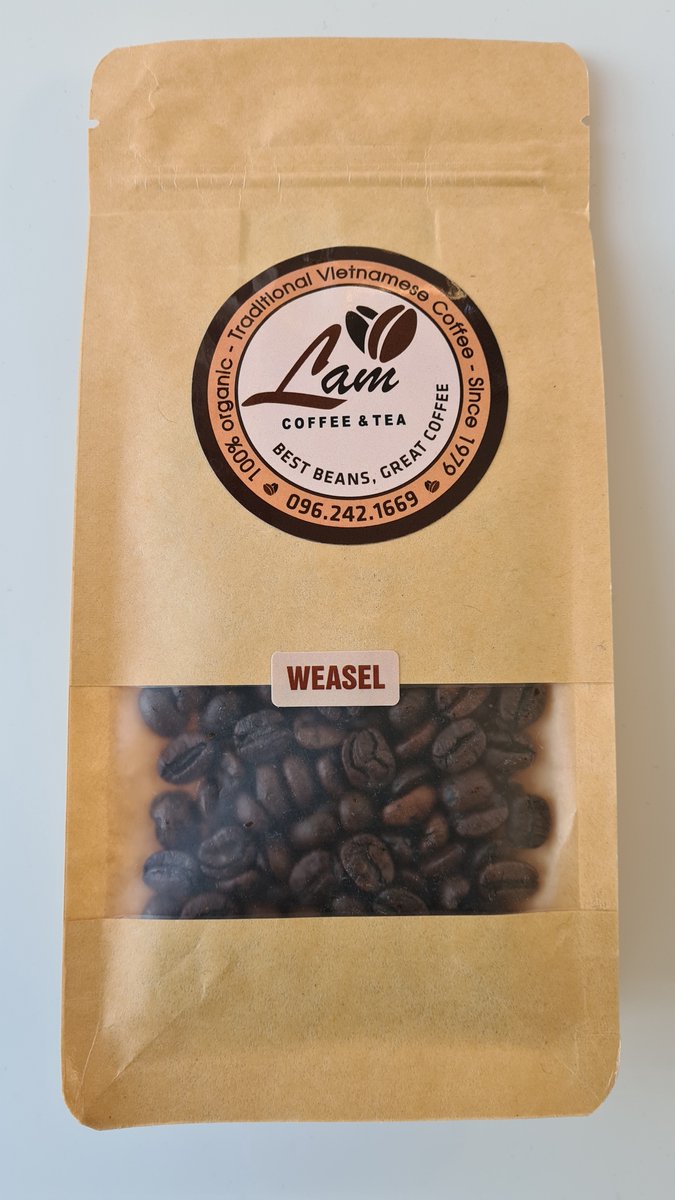 100% organic - Traditional Vietnamese Coffee - Since 1979
Lam
COFFEE & TEA
BEST BEANS, GREAT COFFEE
096.242.1669
WEASEL